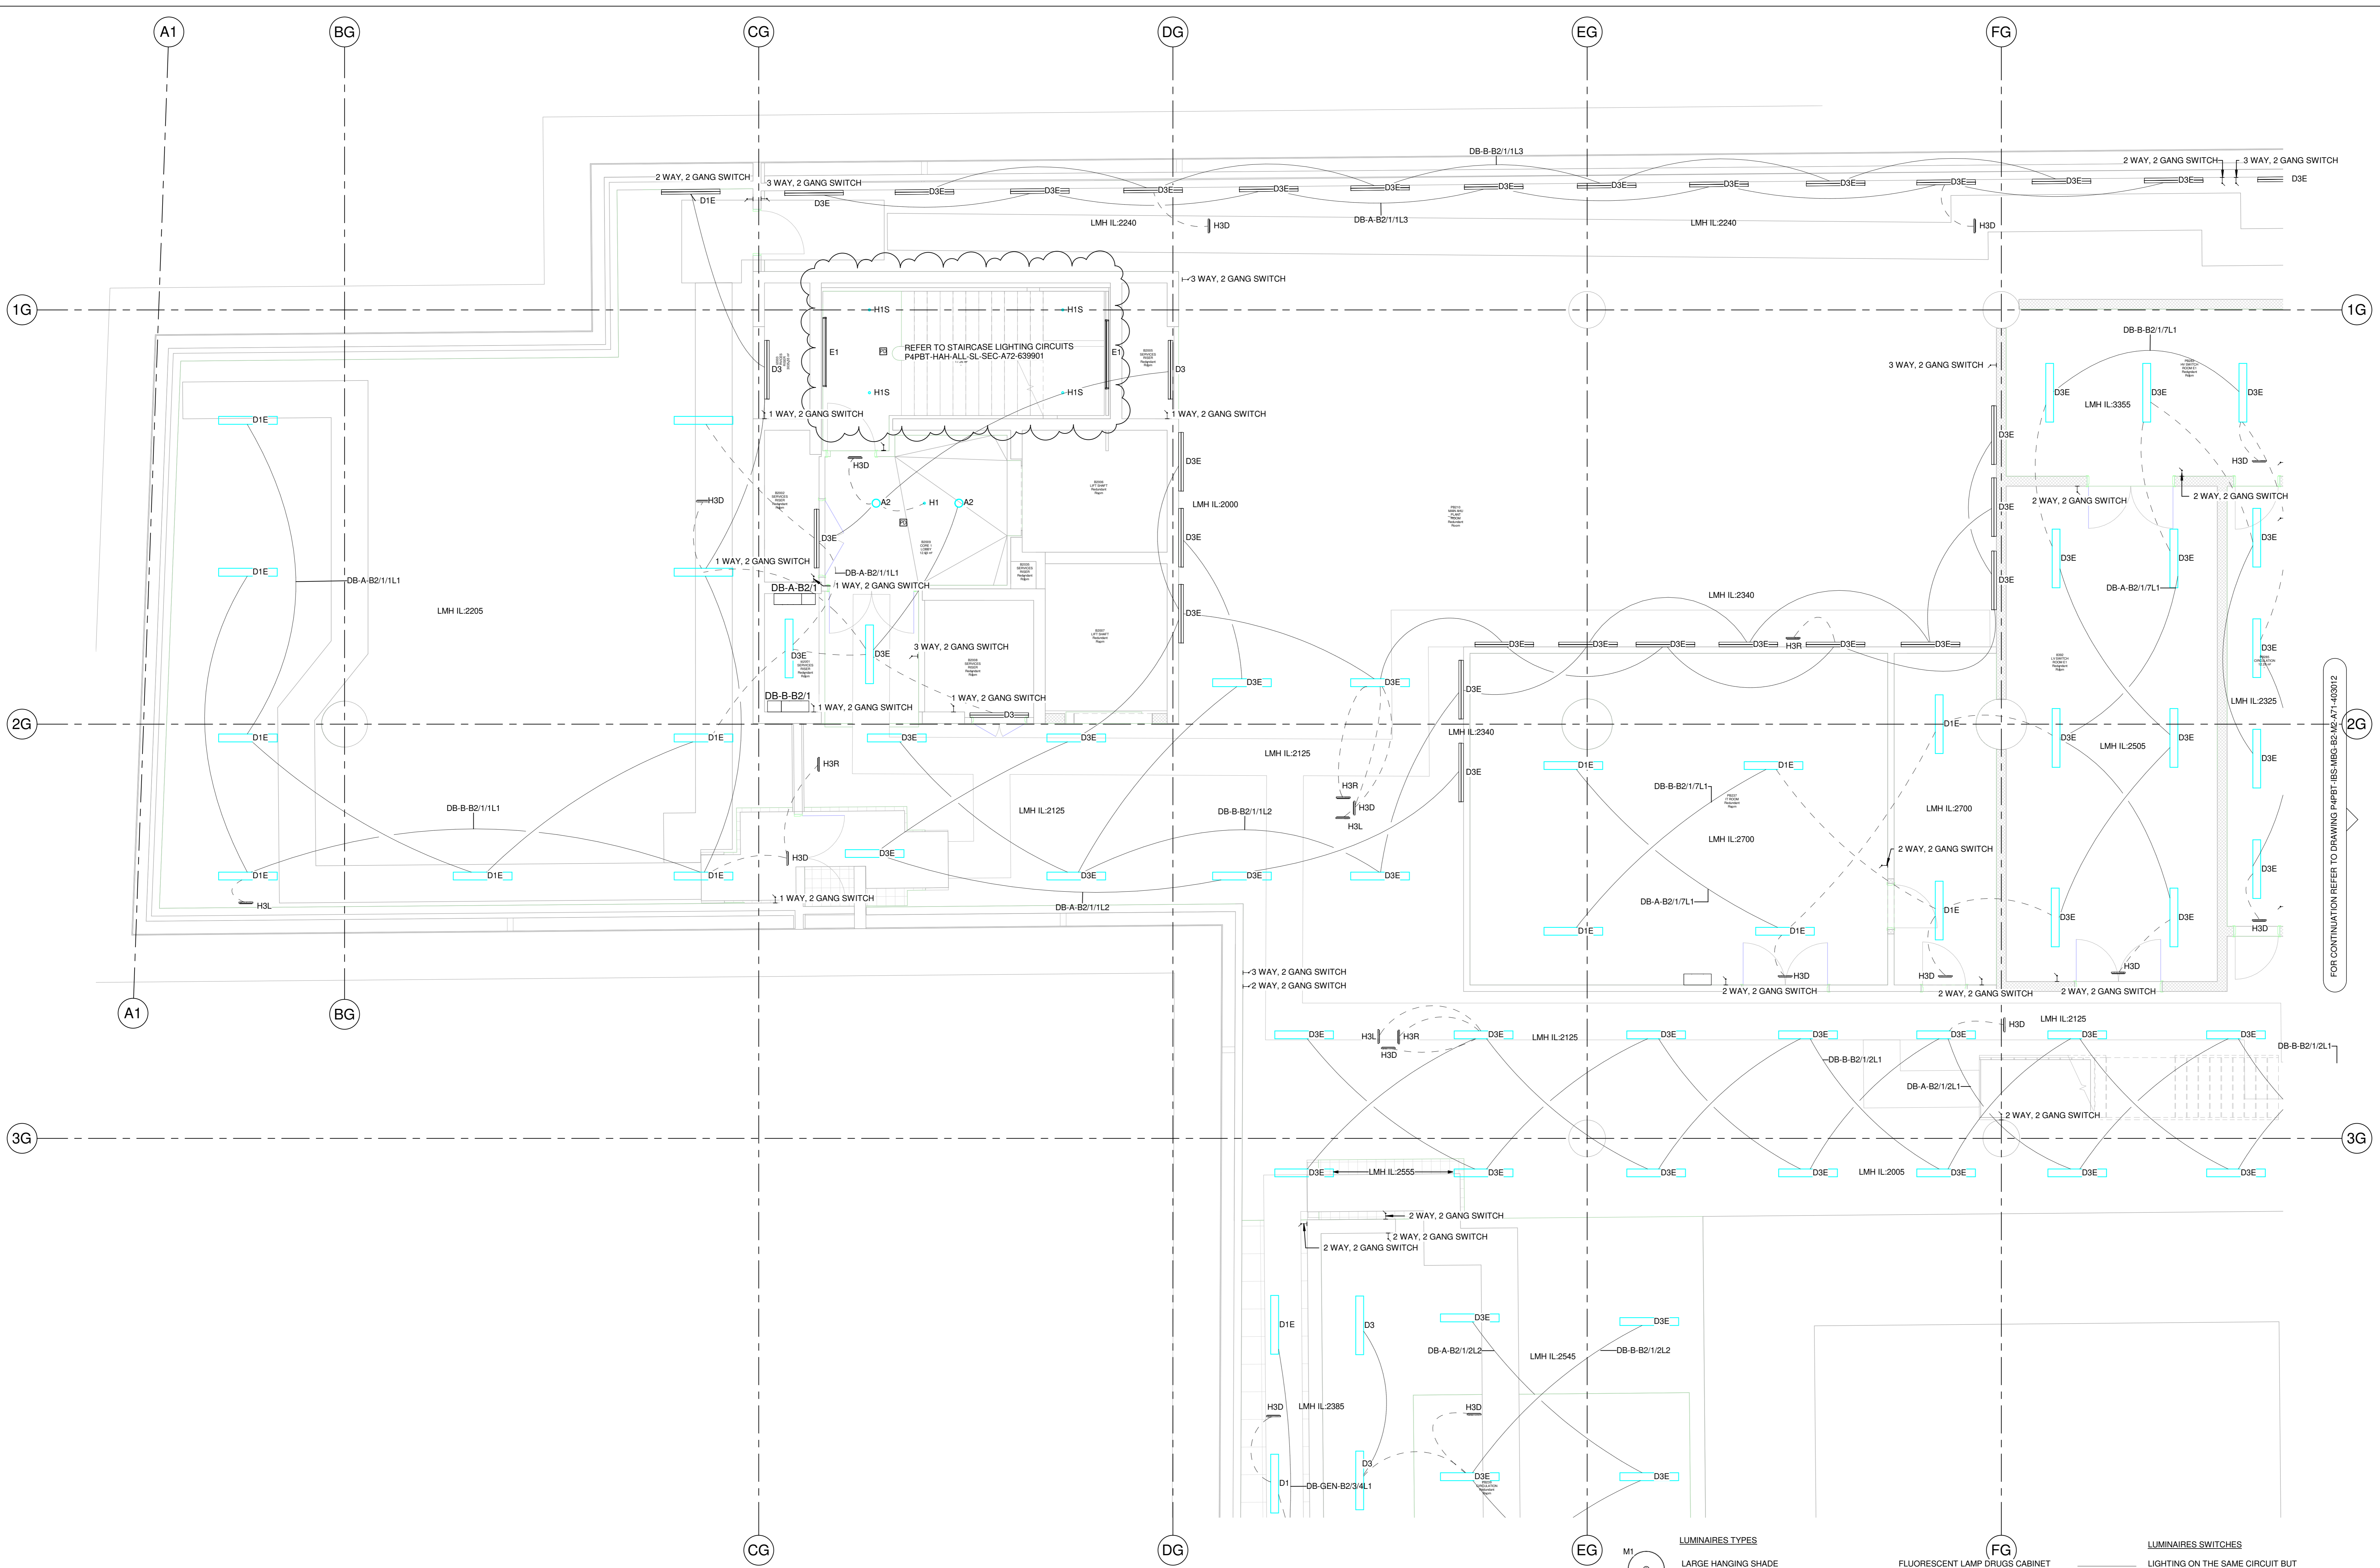 A1
BG
CG
DG
EG
FG
DB-B-B2/1/1L3
2 WAY, 2 GANG SWITCH
3 WAY, 2 GANG SWITCH
2 WAY, 2 GANG SWITCH
3 WAY, 2 GANG SWITCH
D1E
D3E
D3E
D3E
D3E
D3E
D3E
D3E
D3E
D3E
D3E
D3E
D3E
D3E
D3E
DB-A-B2/1/1L3
LMH IL:2240
LMH IL:2240
H3D
H3D
3 WAY, 2 GANG SWITCH
1G
H1S
H1S
1G
E1
REFER TO STAIRCASE LIGHTING CIRCUITS
P4PBT-HAH-ALL-SL-SEC-A72-639901
E1
D3
D3
H1S
H1S
1 WAY, 2 GANG SWITCH
1 WAY, 2 GANG SWITCH
3 WAY, 2 GANG SWITCH
DB-B-B2/1/7L1
D3E
D3E
D3E
LMH IL:3355
D1E
D3E
D3E
H3D
H3D
2 WAY, 2 GANG SWITCH
2 WAY, 2 GANG SWITCH
H3D
A2
H1
A2
LMH IL:2000
D3E
D3E
D3E
D3E
D3E
D3E
1 WAY, 2 GANG SWITCH
D1E
DB-A-B2/1/1L1
DB-A-B2/1/1L1
1 WAY, 2 GANG SWITCH
DB-A-B2/1
D3E
DB-A-B2/1/7L1
LMH IL:2205
LMH IL:2340
D3E
D3E
D3E
3 WAY, 2 GANG SWITCH
D3E
D3E
D3E
D3E
H3R
D3E
D3E
D3E
DB-B-B2/1
1 WAY, 2 GANG SWITCH
1 WAY, 2 GANG SWITCH
D3
D3E
D3E
D3E
LMH IL:2325
2G
LMH IL:2340
D1E
2G
D1E
D1E
D3E
D3E
LMH IL:2125
D3E
LMH IL:2505
D3E
D3E
H3R
D1E
D1E
D3E
H3R
DB-B-B2/1/7L1
DB-B-B2/1/1L1
LMH IL:2125
DB-B-B2/1/1L2
H3D
H3L
LMH IL:2700
LMH IL:2700
D3E
H3D
2 WAY, 2 GANG SWITCH
D1E
D1E
D1E
D3E
D3E
D3E
D3E
H3L
1 WAY, 2 GANG SWITCH
DB-A-B2/1/1L2
DB-A-B2/1/7L1
D1E
D1E
D1E
D3E
D3E
H3D
3 WAY, 2 GANG SWITCH
2 WAY, 2 GANG SWITCH
H3D
H3D
H3D
2 WAY, 2 GANG SWITCH
2 WAY, 2 GANG SWITCH
2 WAY, 2 GANG SWITCH
FOR CONTINUATION REFER TO DRAWING P4PBT-IBS-MBG-B2-M2-A71-403012
A1
BG
D3E
H3L
H3R
H3D
D3E
LMH IL:2125
D3E
D3E
D3E
H3D
LMH IL:2125
D3E
D3E
DB-B-B2/1/2L1
DB-B-B2/1/2L1
DB-A-B2/1/2L1
2 WAY, 2 GANG SWITCH
3G
3G
D3E
LMH IL:2555
D3E
D3E
D3E
LMH IL:2005
D3E
D3E
D3E
2 WAY, 2 GANG SWITCH
2 WAY, 2 GANG SWITCH
2 WAY, 2 GANG SWITCH
D1E
D3
D3E
D3E
DB-A-B2/1/2L2
LMH IL:2545
DB-B-B2/1/2L2
H3D
LMH IL:2385
H3D
D1
D3
D3E
D3E
DB-GEN-B2/3/4L1
CG
DG
EG
FG
M1
LUMINAIRES TYPES
LARGE HANGING SHADE
FLUORESCENT LAMP DRUGS CABINET
LUMINAIRES SWITCHES
LIGHTING ON THE SAME CIRCUIT BUT